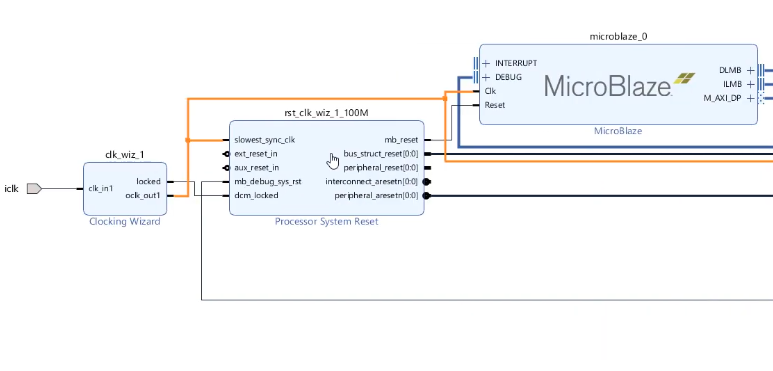 microblaze_0
INTERRUPT
DEBUG
Clk
Reset
MicroBlaze
DLMB
ILMB
M_AXI_DP
MicroBlaze
rst_clk_wiz_1_100M
slowest_sync_clk
ext_reset_in
aux_reset_in
mb_debug_sys_rst
dcm_locked
mb_reset
bus_struct_reset[0:0]
peripheral_reset[0:0]
interconnect_aresetn[0:0]
peripheral_aresetn[0:0]
Processor System Reset
clk_wiz_1
iclk
clk_in1
locked
oclk_out1
Clocking Wizard